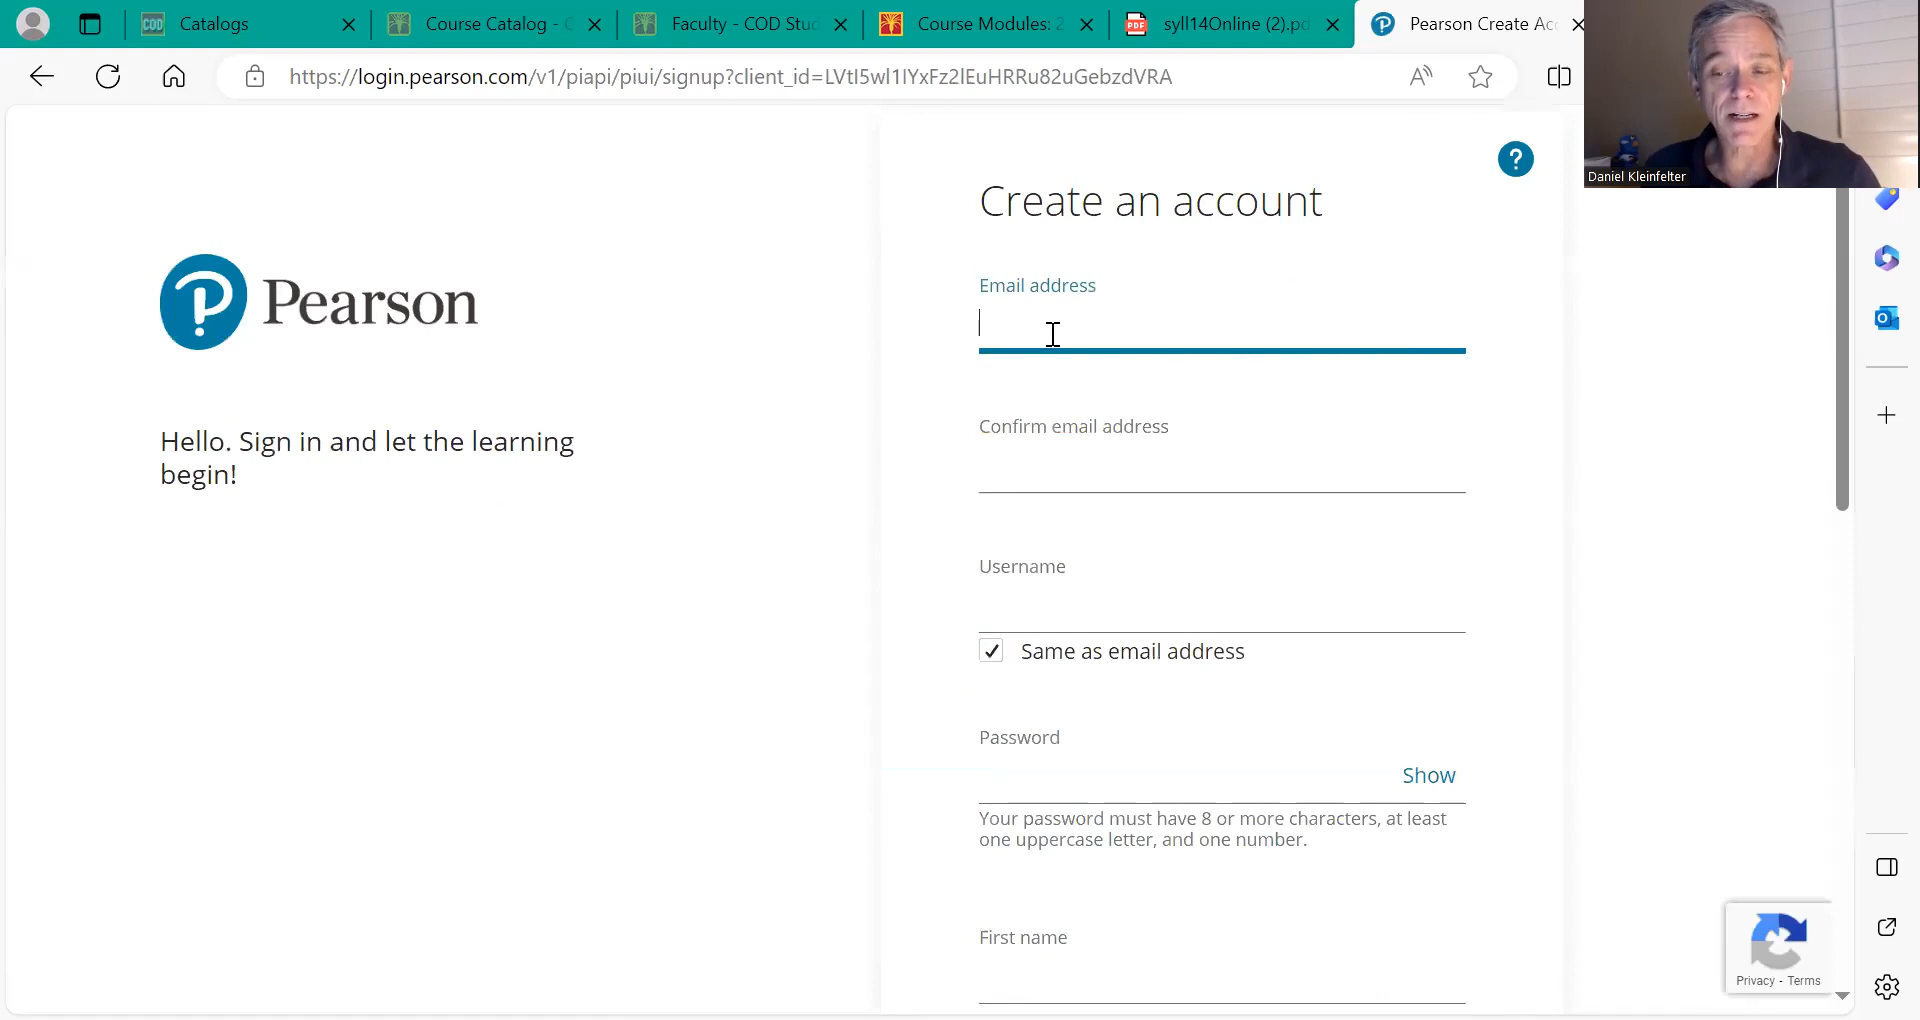 COD Catalogs
Course Catalog - C
Faculty - COD Stud
Course Modules: 2
PDF syll14Online (2).pd
Pearson Create Acc
https://login.pearson.com/v1/piapi/piui/signup?client_id=LVtI5wl1IYxFz2lEuHRRu82uGebzdVRA
Daniel Kleinfelter
?
Create an account
Pearson
Hello. Sign in and let the learning
begin!
Email address
Confirm email address
Username
Same as email address
Password
Show
Your password must have 8 or more characters, at least
one uppercase letter, and one number.
First name
Privacy - Terms